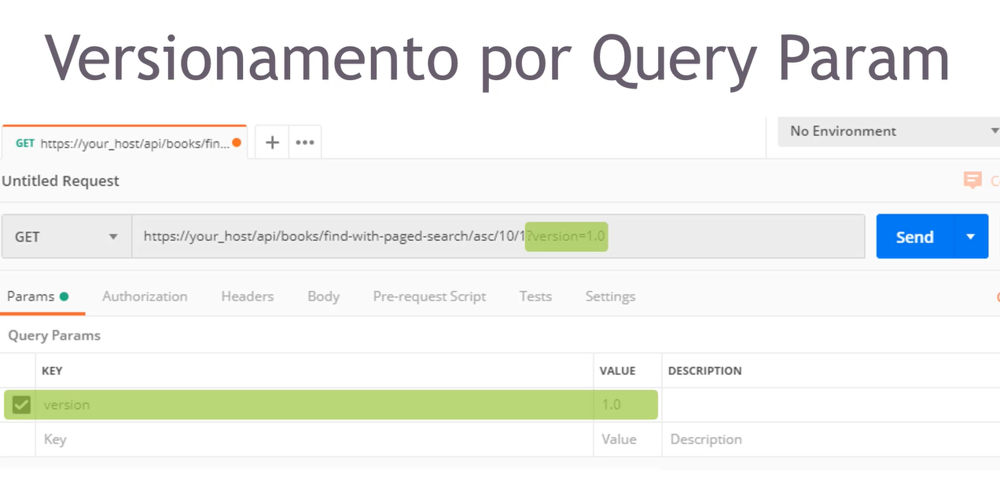 Versionamento por Query Param
GET https://your_host/api/books/fin...
No Environment
Untitled Request
GET https://your_host/api/books/find-with-paged-search/asc/10/1?version=1.0 Send
Params Authorization Headers Body Pre-request Script Tests Settings
Query Params
KEY VALUE DESCRIPTION
version 1.0
Key Value Description